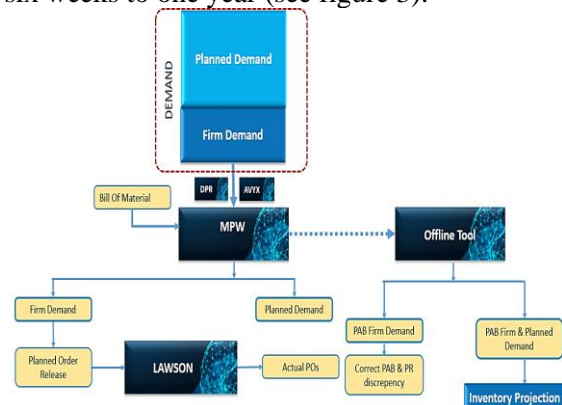 six weeks to one year (see figure 3).
DEMAND
Planned Demand
Firm Demand
DPR
AVYX
Bill Of Material
MPW
Offline Tool
Firm Demand
Planned Demand
PAB Firm Demand
PAB Firm & Planned
Demand
Planned Order
Release
LAWSON
Actual POs
Correct PAB & PR
discrepency
Inventory Projection